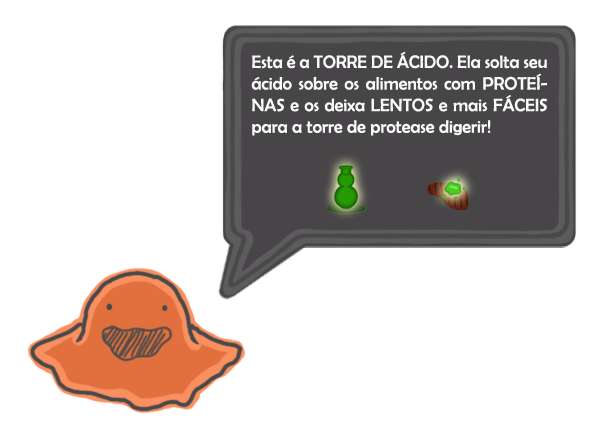 Esta é a TORRE DE ÁCIDO. Ela solta seu
ácido sobre os alimentos com PROTEÍ-
NAS e os deixa LENTOS e mais FÁCEIS
para a torre de protease digerir!